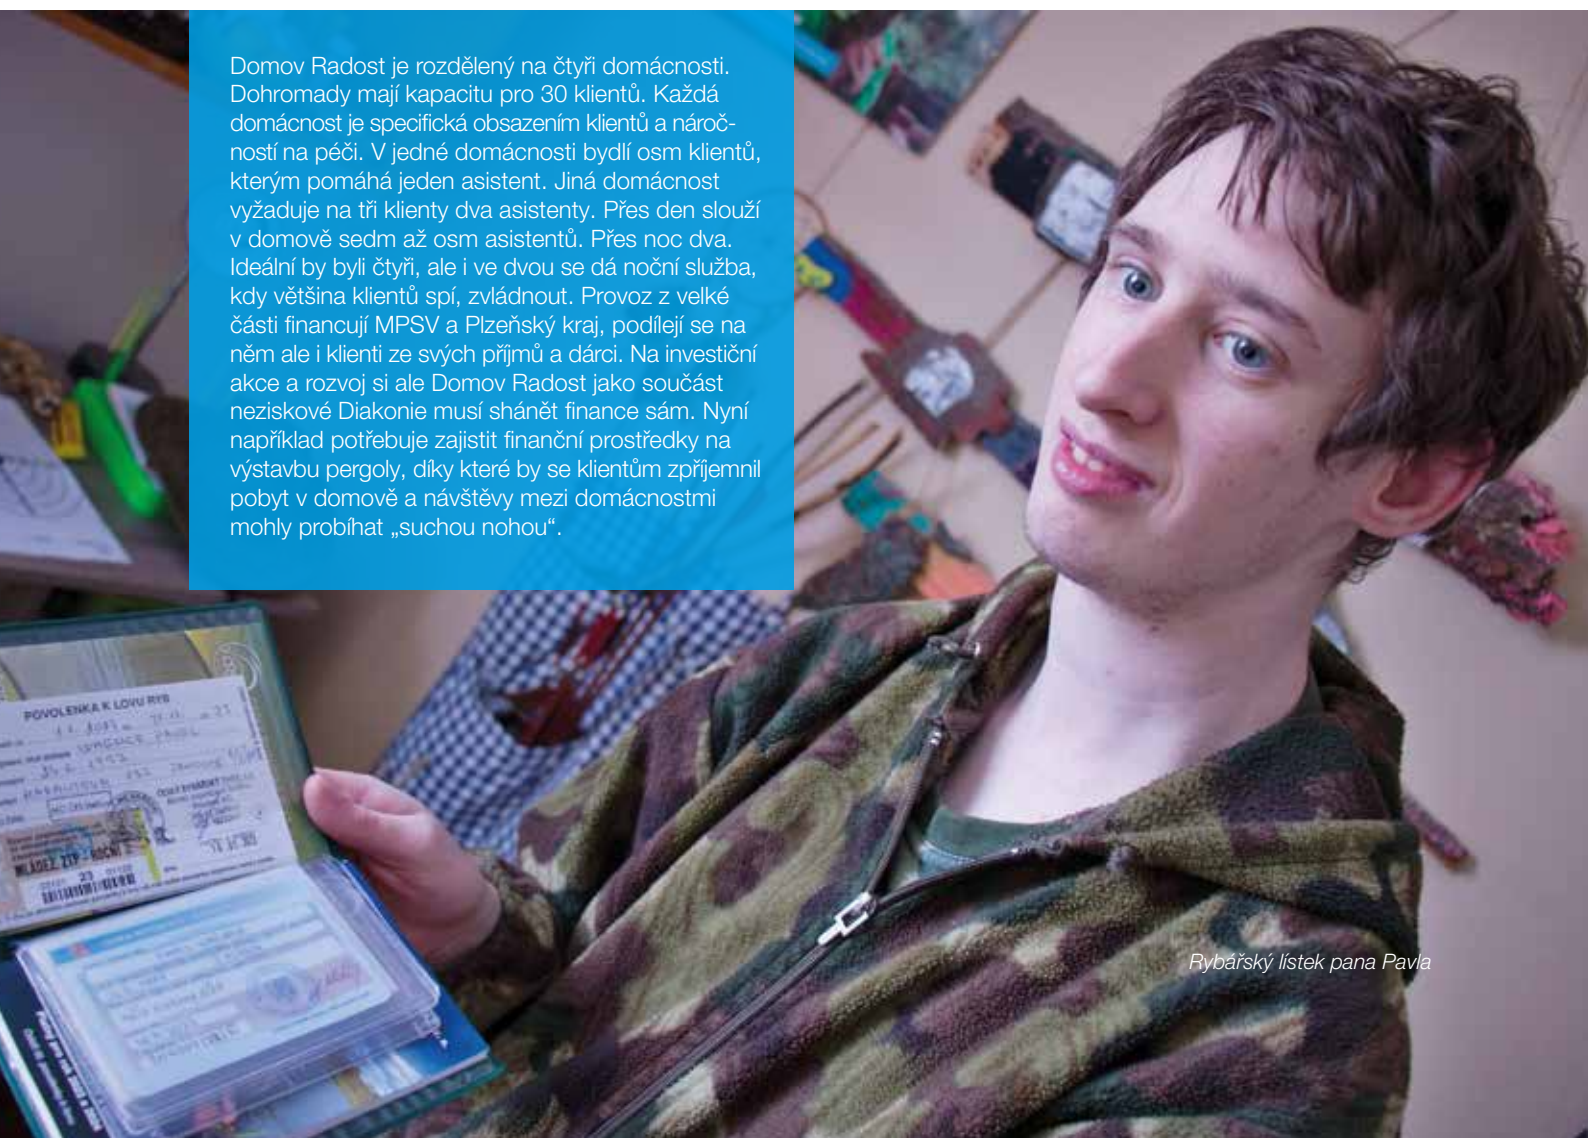 Domov Radost je rozdělený na čtyři domácnosti.
Dohromady mají kapacitu pro 30 klientů. Každá
domácnost je specifická obsazením klientů a nároč-
ností na péči. V jedné domácnosti bydlí osm klientů,
kterým pomáhá jeden asistent. Jiná domácnost
vyžaduje na tři klienty dva asistenty. Přes den slouží
v domově sedm až osm asistentů. Přes noc dva.
Ideální by byli čtyři, ale i ve dvou se dá noční služba,
kdy většina klientů spí, zvládnout. Provoz z velké
části financují MPSV a Plzeňský kraj, podílejí se na
něm ale i klienti ze svých příjmů a dárci. Na investiční
akce a rozvoj si ale Domov Radost jako součást
neziskové Diakonie musí shánět finance sám. Nyní
například potřebuje zajistit finanční prostředky na
výstavbu pergoly, díky které by se klientům zpříjemnil
pobyt v domově a návštěvy mezi domácnostmi
mohly probíhat „suchou nohou“.
POVOLENKA K LOVU RYB
MLÁDEŽ ZTP - ROČNÍ
23
Rybářský lístek pana Pavla